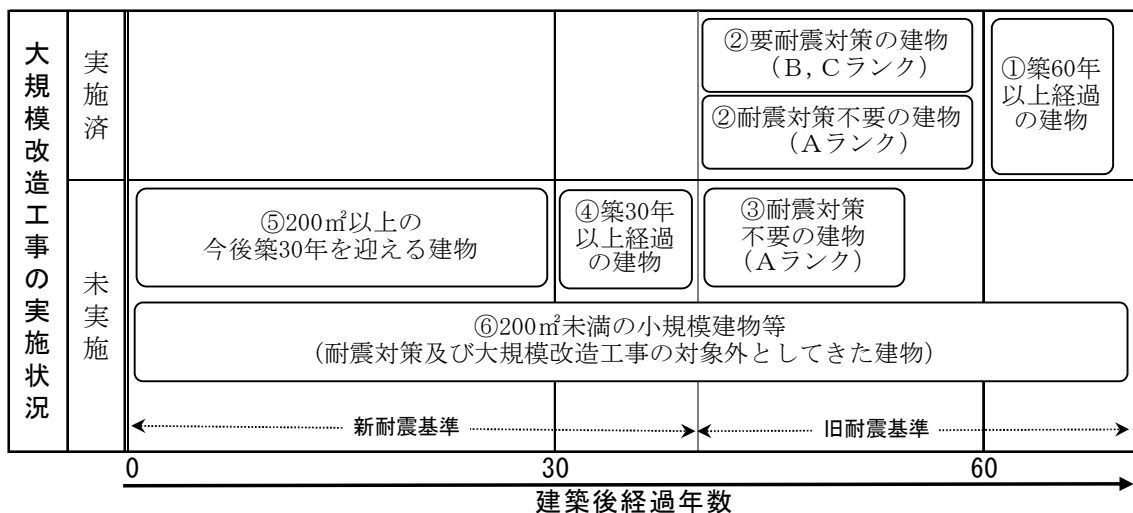 大規模改造工事の実施状況
実施済
②要耐震対策の建物
（B，Cランク）
②耐震対策不要の建物
（Aランク）
①築60年
以上経過
の建物
未実施
⑤200㎡以上の
今後築30年を迎える建物
④築30年
以上経過
の建物
③耐震対策
不要の建物
（Aランク）
⑥200㎡未満の小規模建物等
（耐震対策及び大規模改造工事の対象外としてきた建物）
新耐震基準
旧耐震基準
0
30
60
建築後経過年数